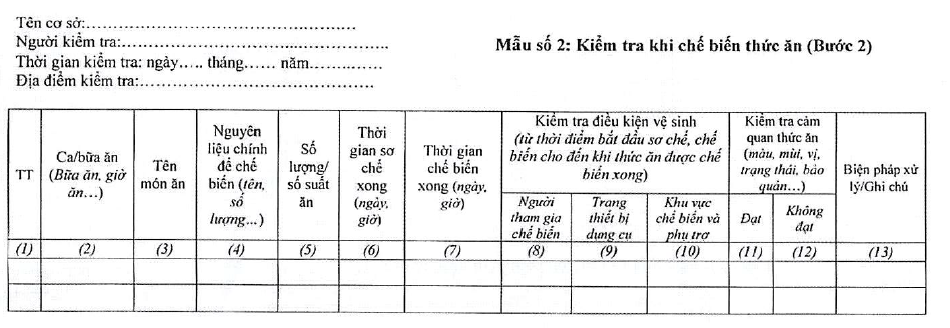 Tên cơ sở:……………………………………
Người kiểm tra:……………………………………
Thời gian kiểm tra: ngày….. tháng…… năm……………
Địa điểm kiểm tra:………………………………
Mẫu số 2: Kiểm tra khi chế biến thức ăn (Bước 2)
TT
Ca/bữa ăn
(Bữa ăn, giờ
ăn…)
Tên
món ăn
Nguyên
liệu chính
để chế
biến (tên,
số
lượng...)
Số
lượng/
số suất
ăn
Thời
gian sơ
chế
xong
(ngày,
giờ)
Thời gian
chế biến
xong (ngày,
giờ)
Kiểm tra điều kiện vệ sinh
(từ thời điểm bắt đầu sơ chế, chế
biến cho đến khi thức ăn được chế
biến xong)
Người
tham gia
chế biến
Trang
thiết bị
dụng cụ
Khu vực
chế biến và
phụ trợ
Kiểm tra cảm
quan thức ăn
(màu, mùi, vị,
trạng thái, bảo
quản…)
Đạt
Không
đạt
Biện pháp xử
lý/Ghi chú
(1) (2) (3) (4) (5) (6) (7) (8) (9) (10) (11) (12) (13)